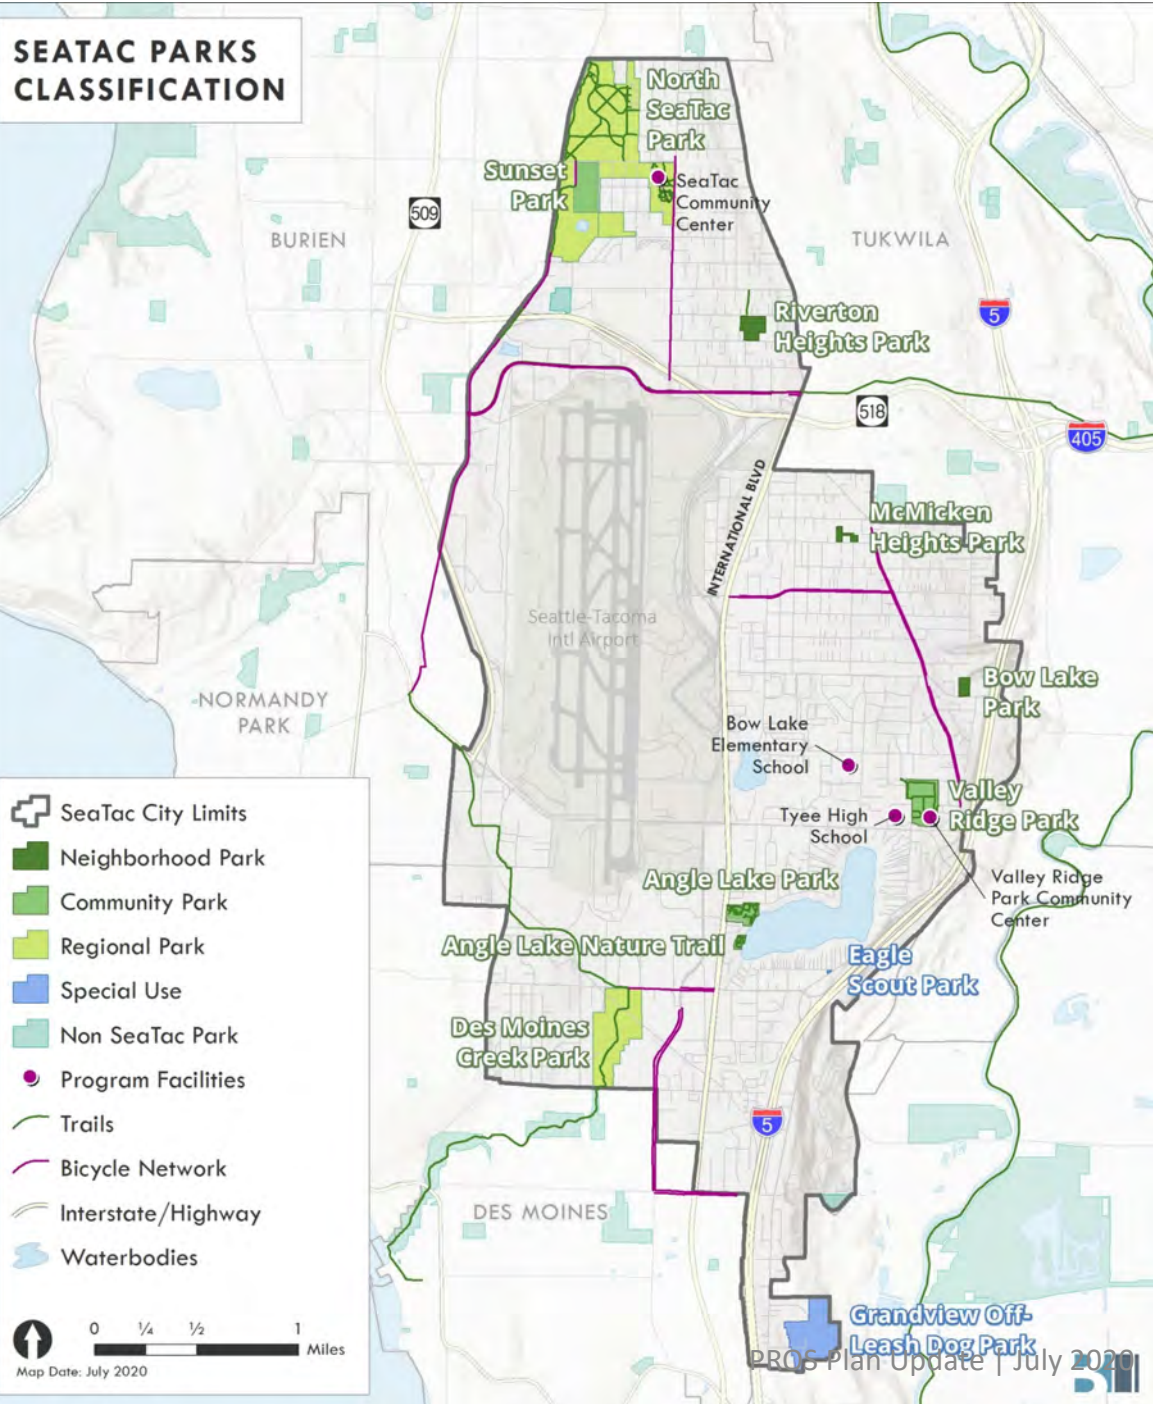 SEATAC PARKS
CLASSIFICATION
North
SeaTac
Park
Sunset
Park
SeaTac
Community
Center
509
BURIEN
TUKWILA
5
Riverton
Heights Park
518
405
INTERNATIONAL BLVD
McMicken
Heights Park
Seattle-Tacoma
Intl Airport
NORMANDY
PARK
Bow Lake
Park
Bow Lake
Elementary
School
Valley
Ridge Park
Tyee High
School
Valley Ridge
Park Community
Center
Angle Lake Park
Angle Lake Nature Trail
Eagle
Scout Park
Des Moines
Creek Park
5
DES MOINES
Grandview Off-
Leash Dog Park
SeaTac City Limits
Neighborhood Park
Community Park
Regional Park
Special Use
Non SeaTac Park
Program Facilities
Trails
Bicycle Network
Interstate/Highway
Waterbodies
0 ¼ ½ 1
Miles
Map Date: July 2020
PROS Plan Update | July 2020